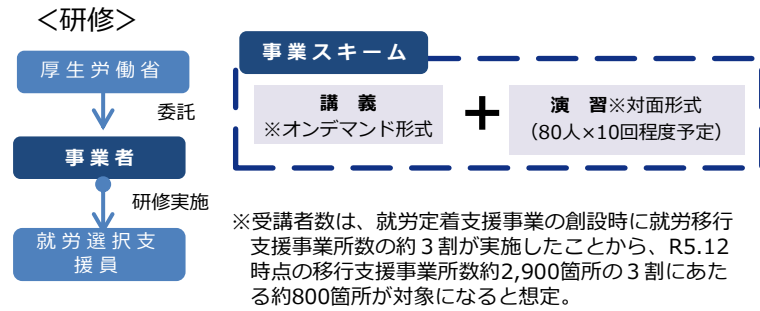 ＜研修＞
厚生労働省
委託
事業者
研修実施
就労選択支
援員
事業スキーム
講　義
※オンデマンド形式
＋
演　習※対面形式
（80人×10回程度予定）
※受講者数は、就労定着支援事業の創設時に就労移行
支援事業所数の約３割が実施したことから、R5.12
時点の移行支援事業所数約2,900箇所の３割にあた
る約800箇所が対象になると想定。